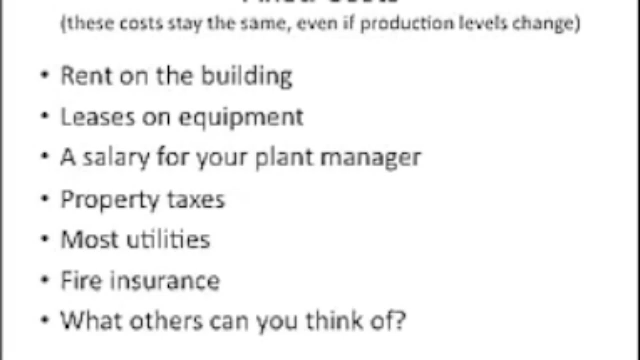 (these costs stay the same, even if production levels change)
• Rent on the building
• Leases on equipment
• A salary for your plant manager
• Property taxes
• Most utilities
• Fire insurance
• What others can you think of?